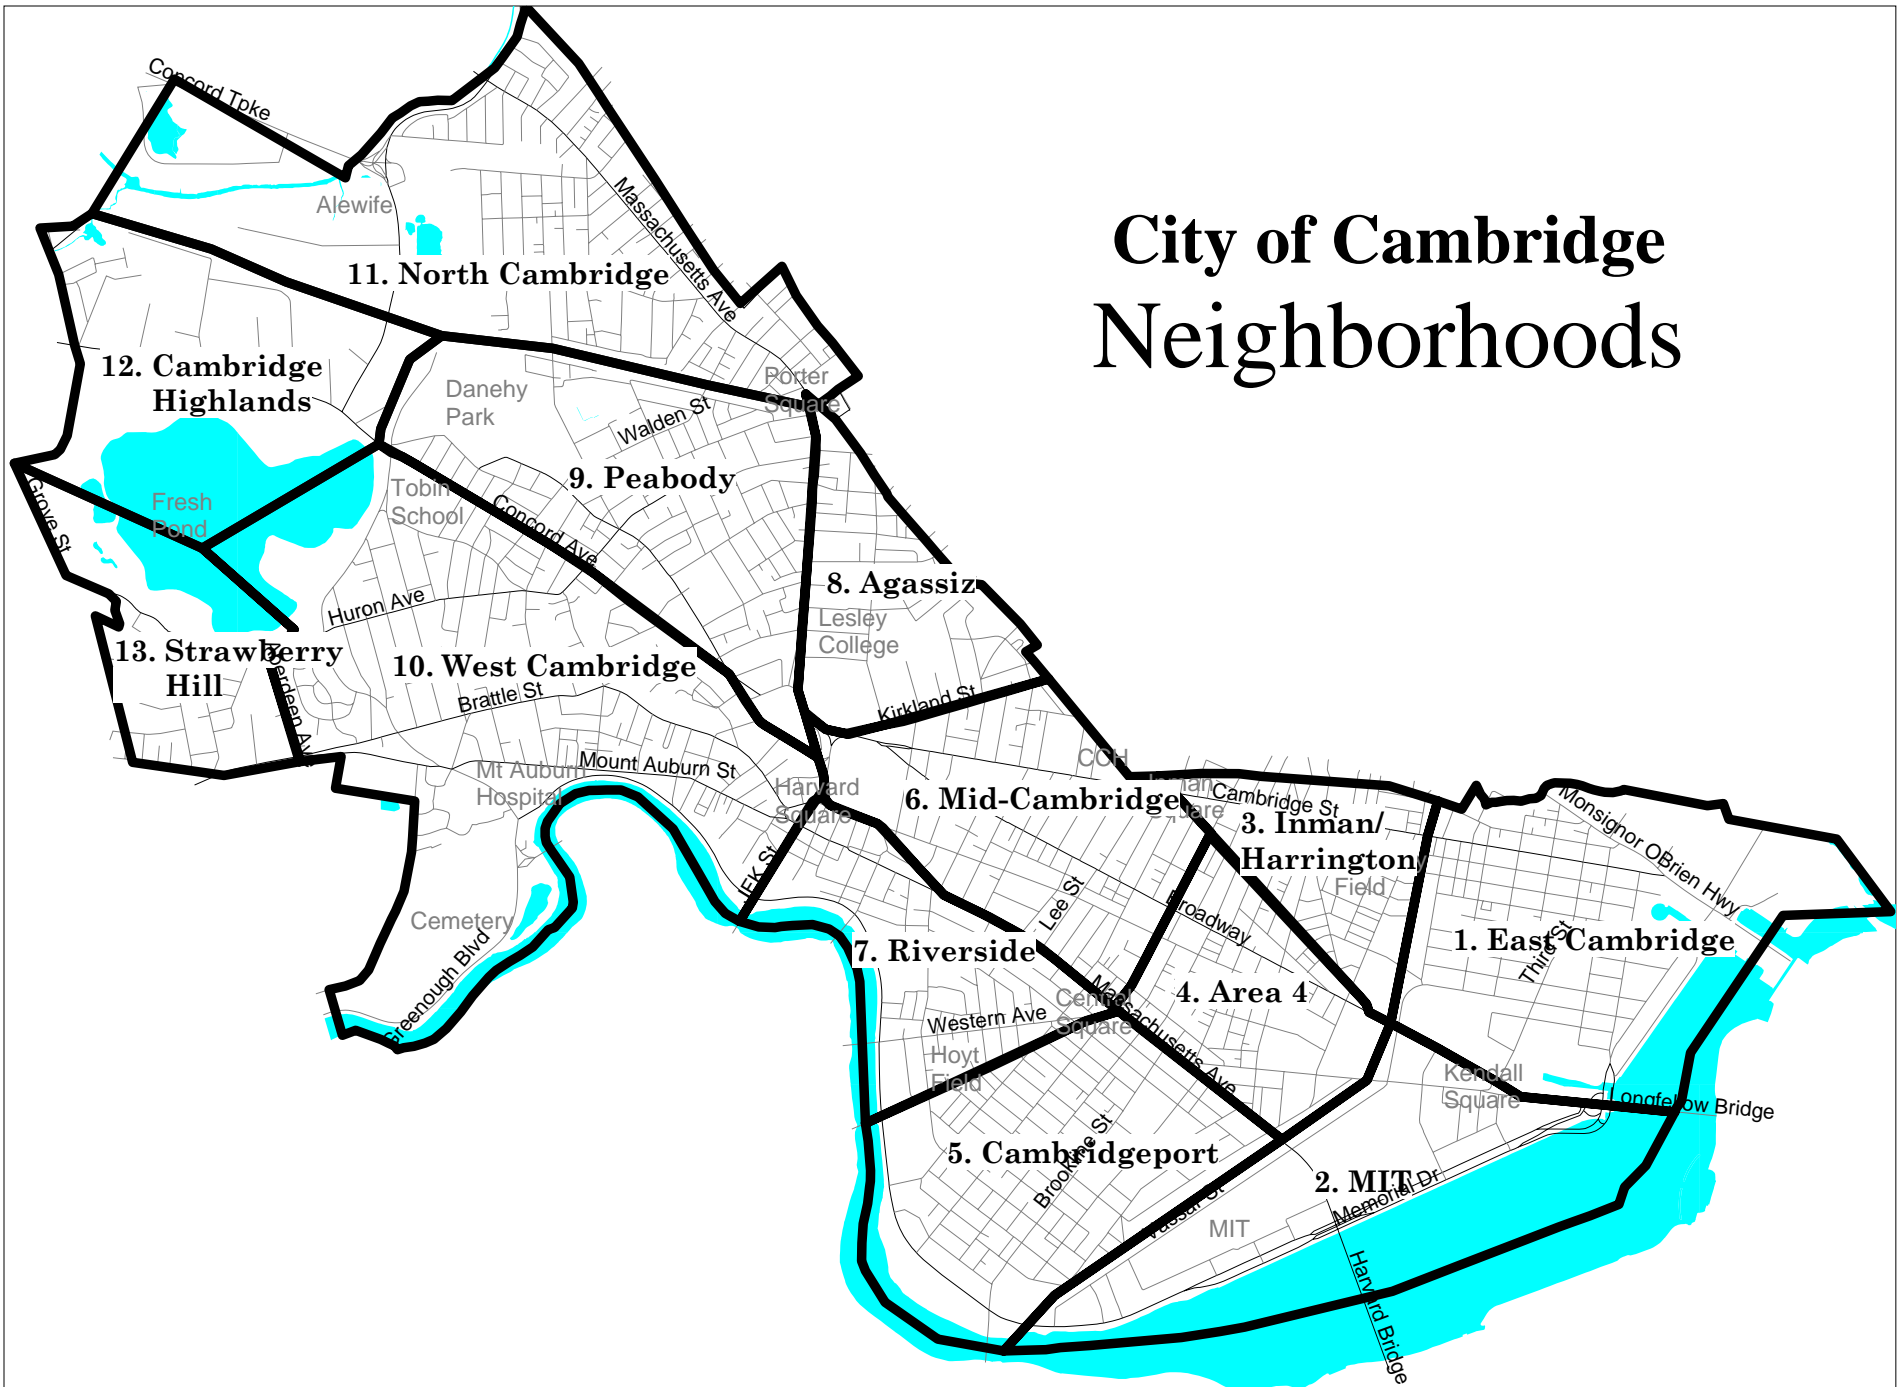 City of Cambridge
Neighborhoods
Concord Tpke
Alewife
Massachusetts Ave
11. North Cambridge
12. Cambridge
Highlands
Danehy
Park
Porter
Square
Walden St
9. Peabody
Tobin
School
Concord Ave
Grove St
Fresh
Pond
8. Agassiz
Huron Ave
Lesley
College
13. Strawberry
Hill
Aberdeen Ave
10. West Cambridge
Brattle St
Kirkland St
Mt Auburn
Hospital
Mount Auburn St
Harvard
Square
CCH
6. Mid-Cambridge
Cambridge St
3. Inman/
Harrington
Field
Monsignor OBrien Hwy
JFK St
Lee St
Broadway
Cemetery
Greenough Blvd
7. Riverside
1. East Cambridge
Third St
4. Area 4
Central
Square
Massachusetts Ave
Western Ave
Hoyt
Field
Kendall
Square
Longfellow Bridge
5. Cambridgeport
Brookline St
2. MIT
Memorial Dr
Vassar St
MIT
Harvard Bridge